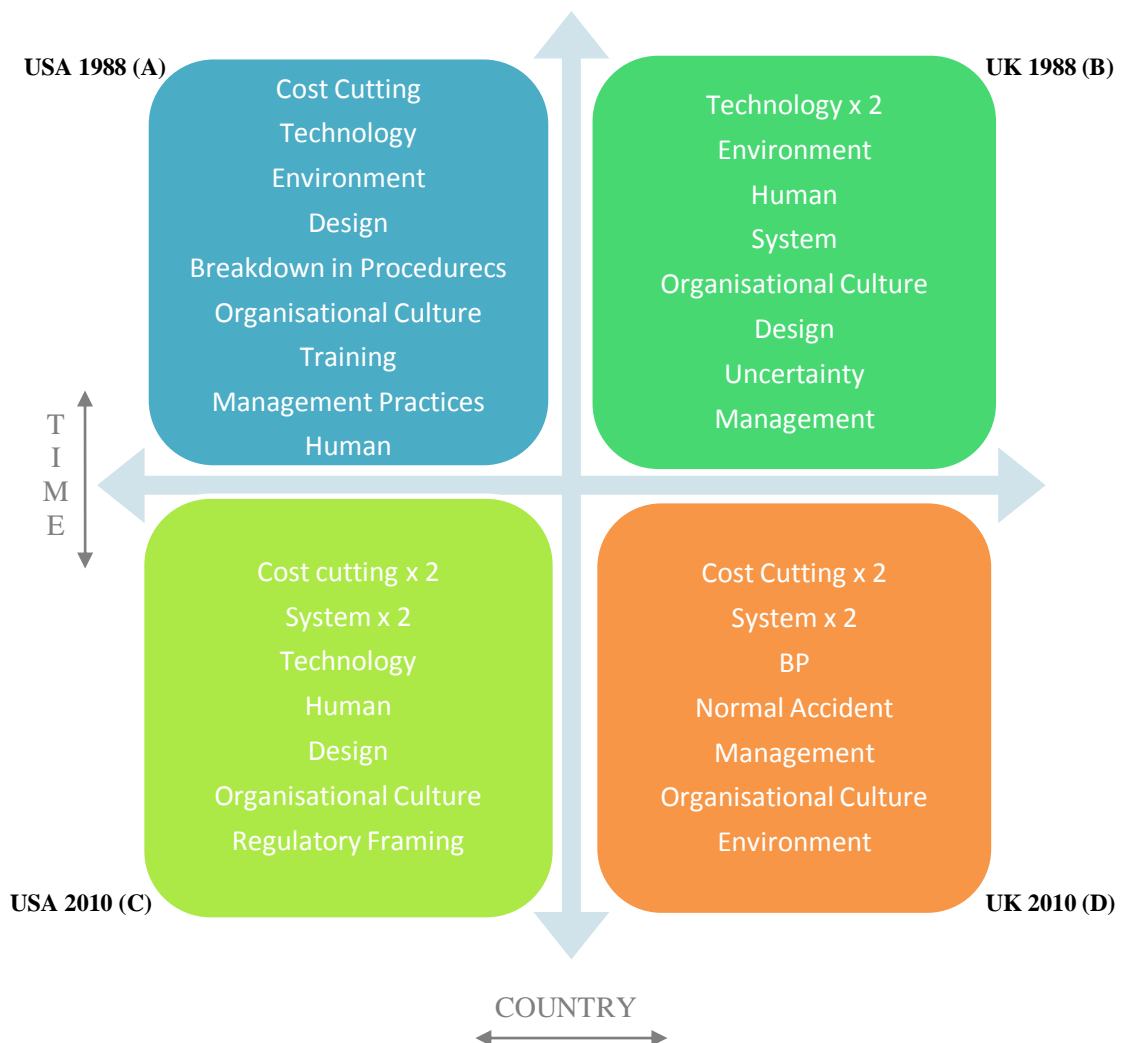 USA 1988 (A)
Cost Cutting
Technology
Environment
Design
Breakdown in Procedurecs
Organisational Culture
Training
Management Practices
Human
UK 1988 (B)
Technology x 2
Environment
Human
System
Organisational Culture
Design
Uncertainty
Management
T
I
M
E
Cost cutting x 2
System x 2
Technology
Human
Design
Organisational Culture
Regulatory Framing
USA 2010 (C)
Cost Cutting x 2
System x 2
BP
Normal Accident
Management
Organisational Culture
Environment
UK 2010 (D)
COUNTRY